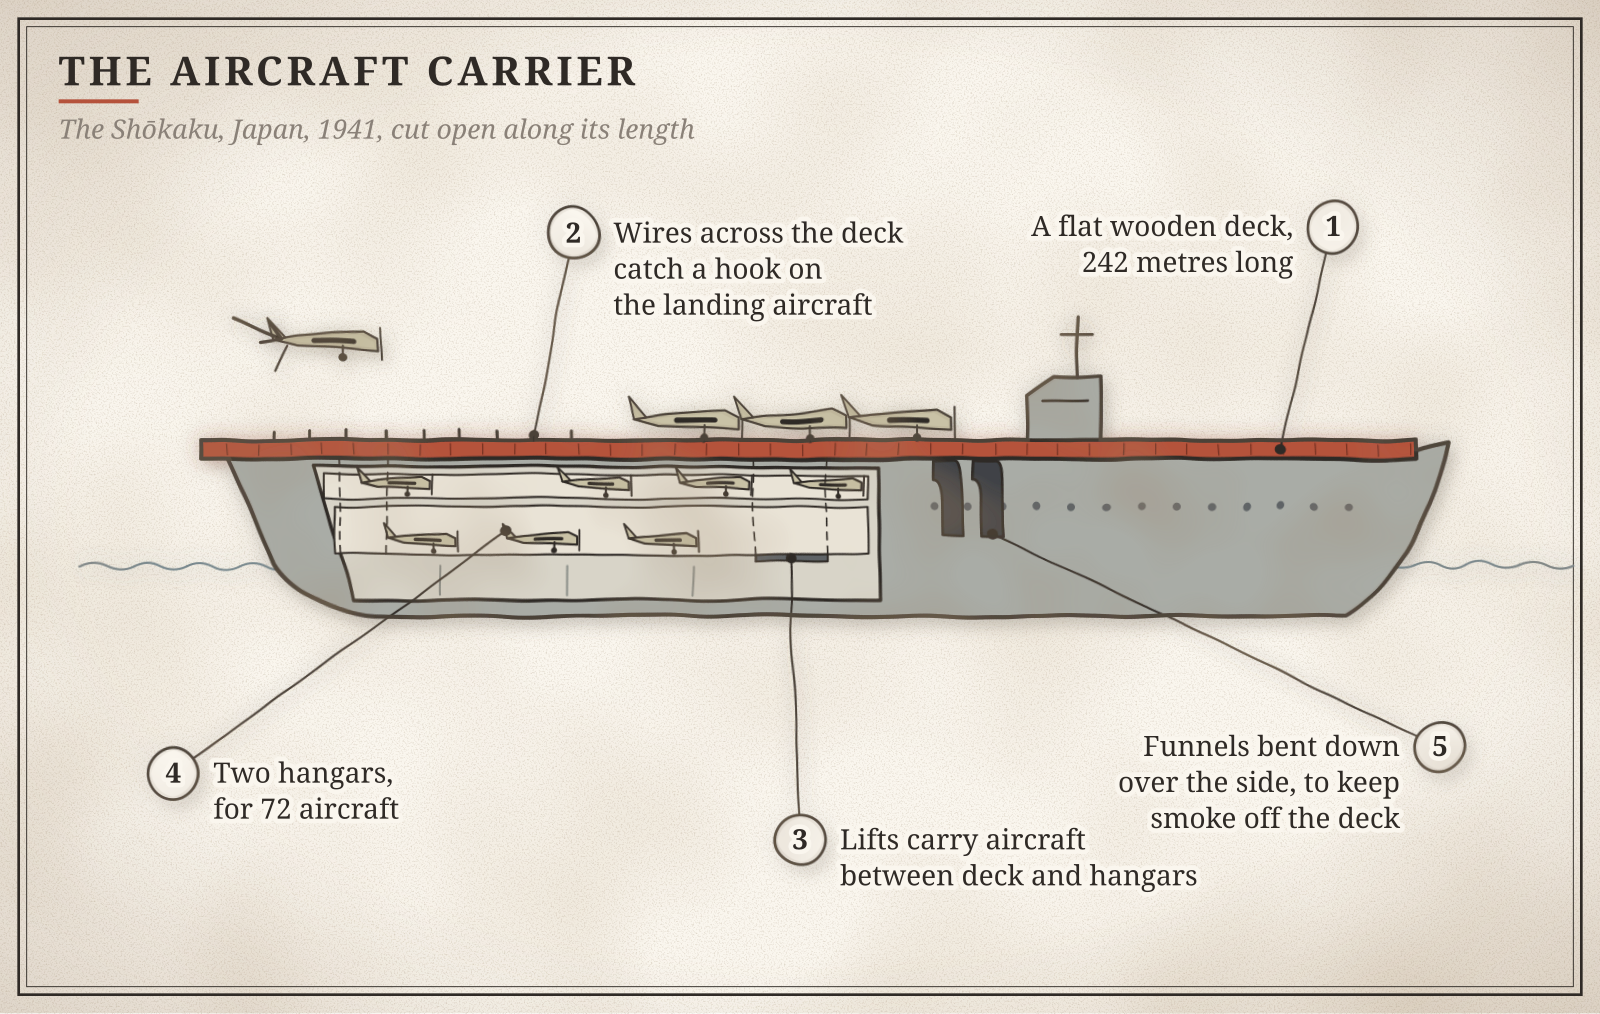 THE AIRCRAFT CARRIER
The Shōkaku, Japan, 1941, cut open along its length
2
Wires across the deck
catch a hook on
the landing aircraft
A flat wooden deck,
242 metres long
1
4
Two hangars,
for 72 aircraft
3
Lifts carry aircraft
between deck and hangars
Funnels bent down
over the side, to keep
smoke off the deck
5